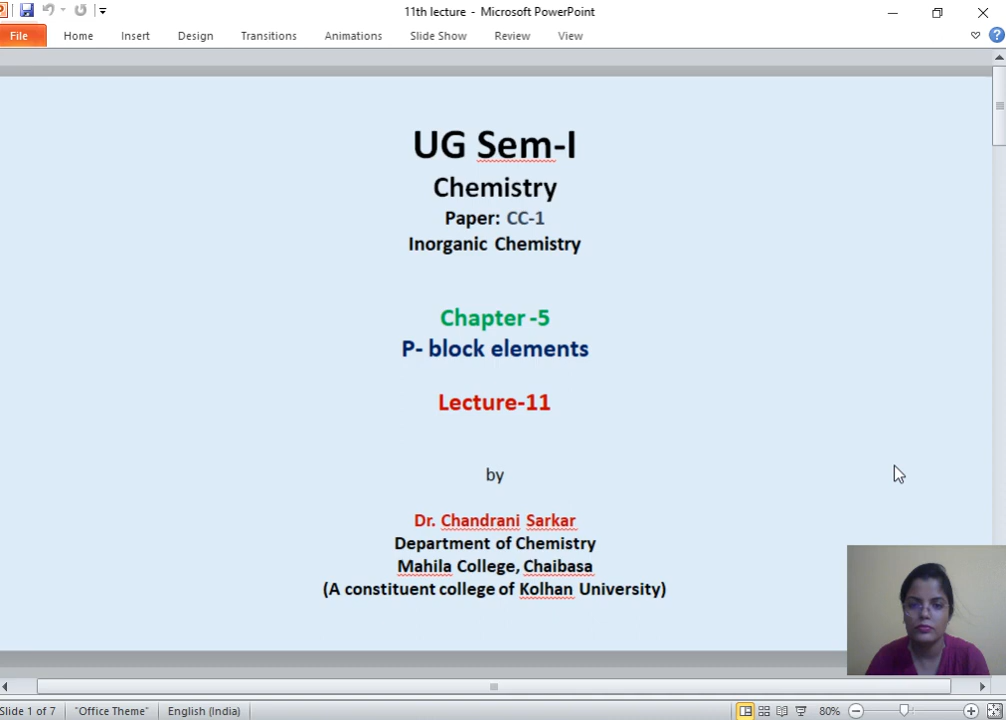 11th lecture - Microsoft PowerPoint
File Home Insert Design Transitions Animations Slide Show Review View
UG Sem-I
Chemistry
Paper: CC-1
Inorganic Chemistry
Chapter -5
P- block elements
Lecture-11
by
Dr. Chandrani Sarkar
Department of Chemistry
Mahila College, Chaibasa
(A constituent college of Kolhan University)
Slide 1 of 7 "Office Theme" English (India) 80%